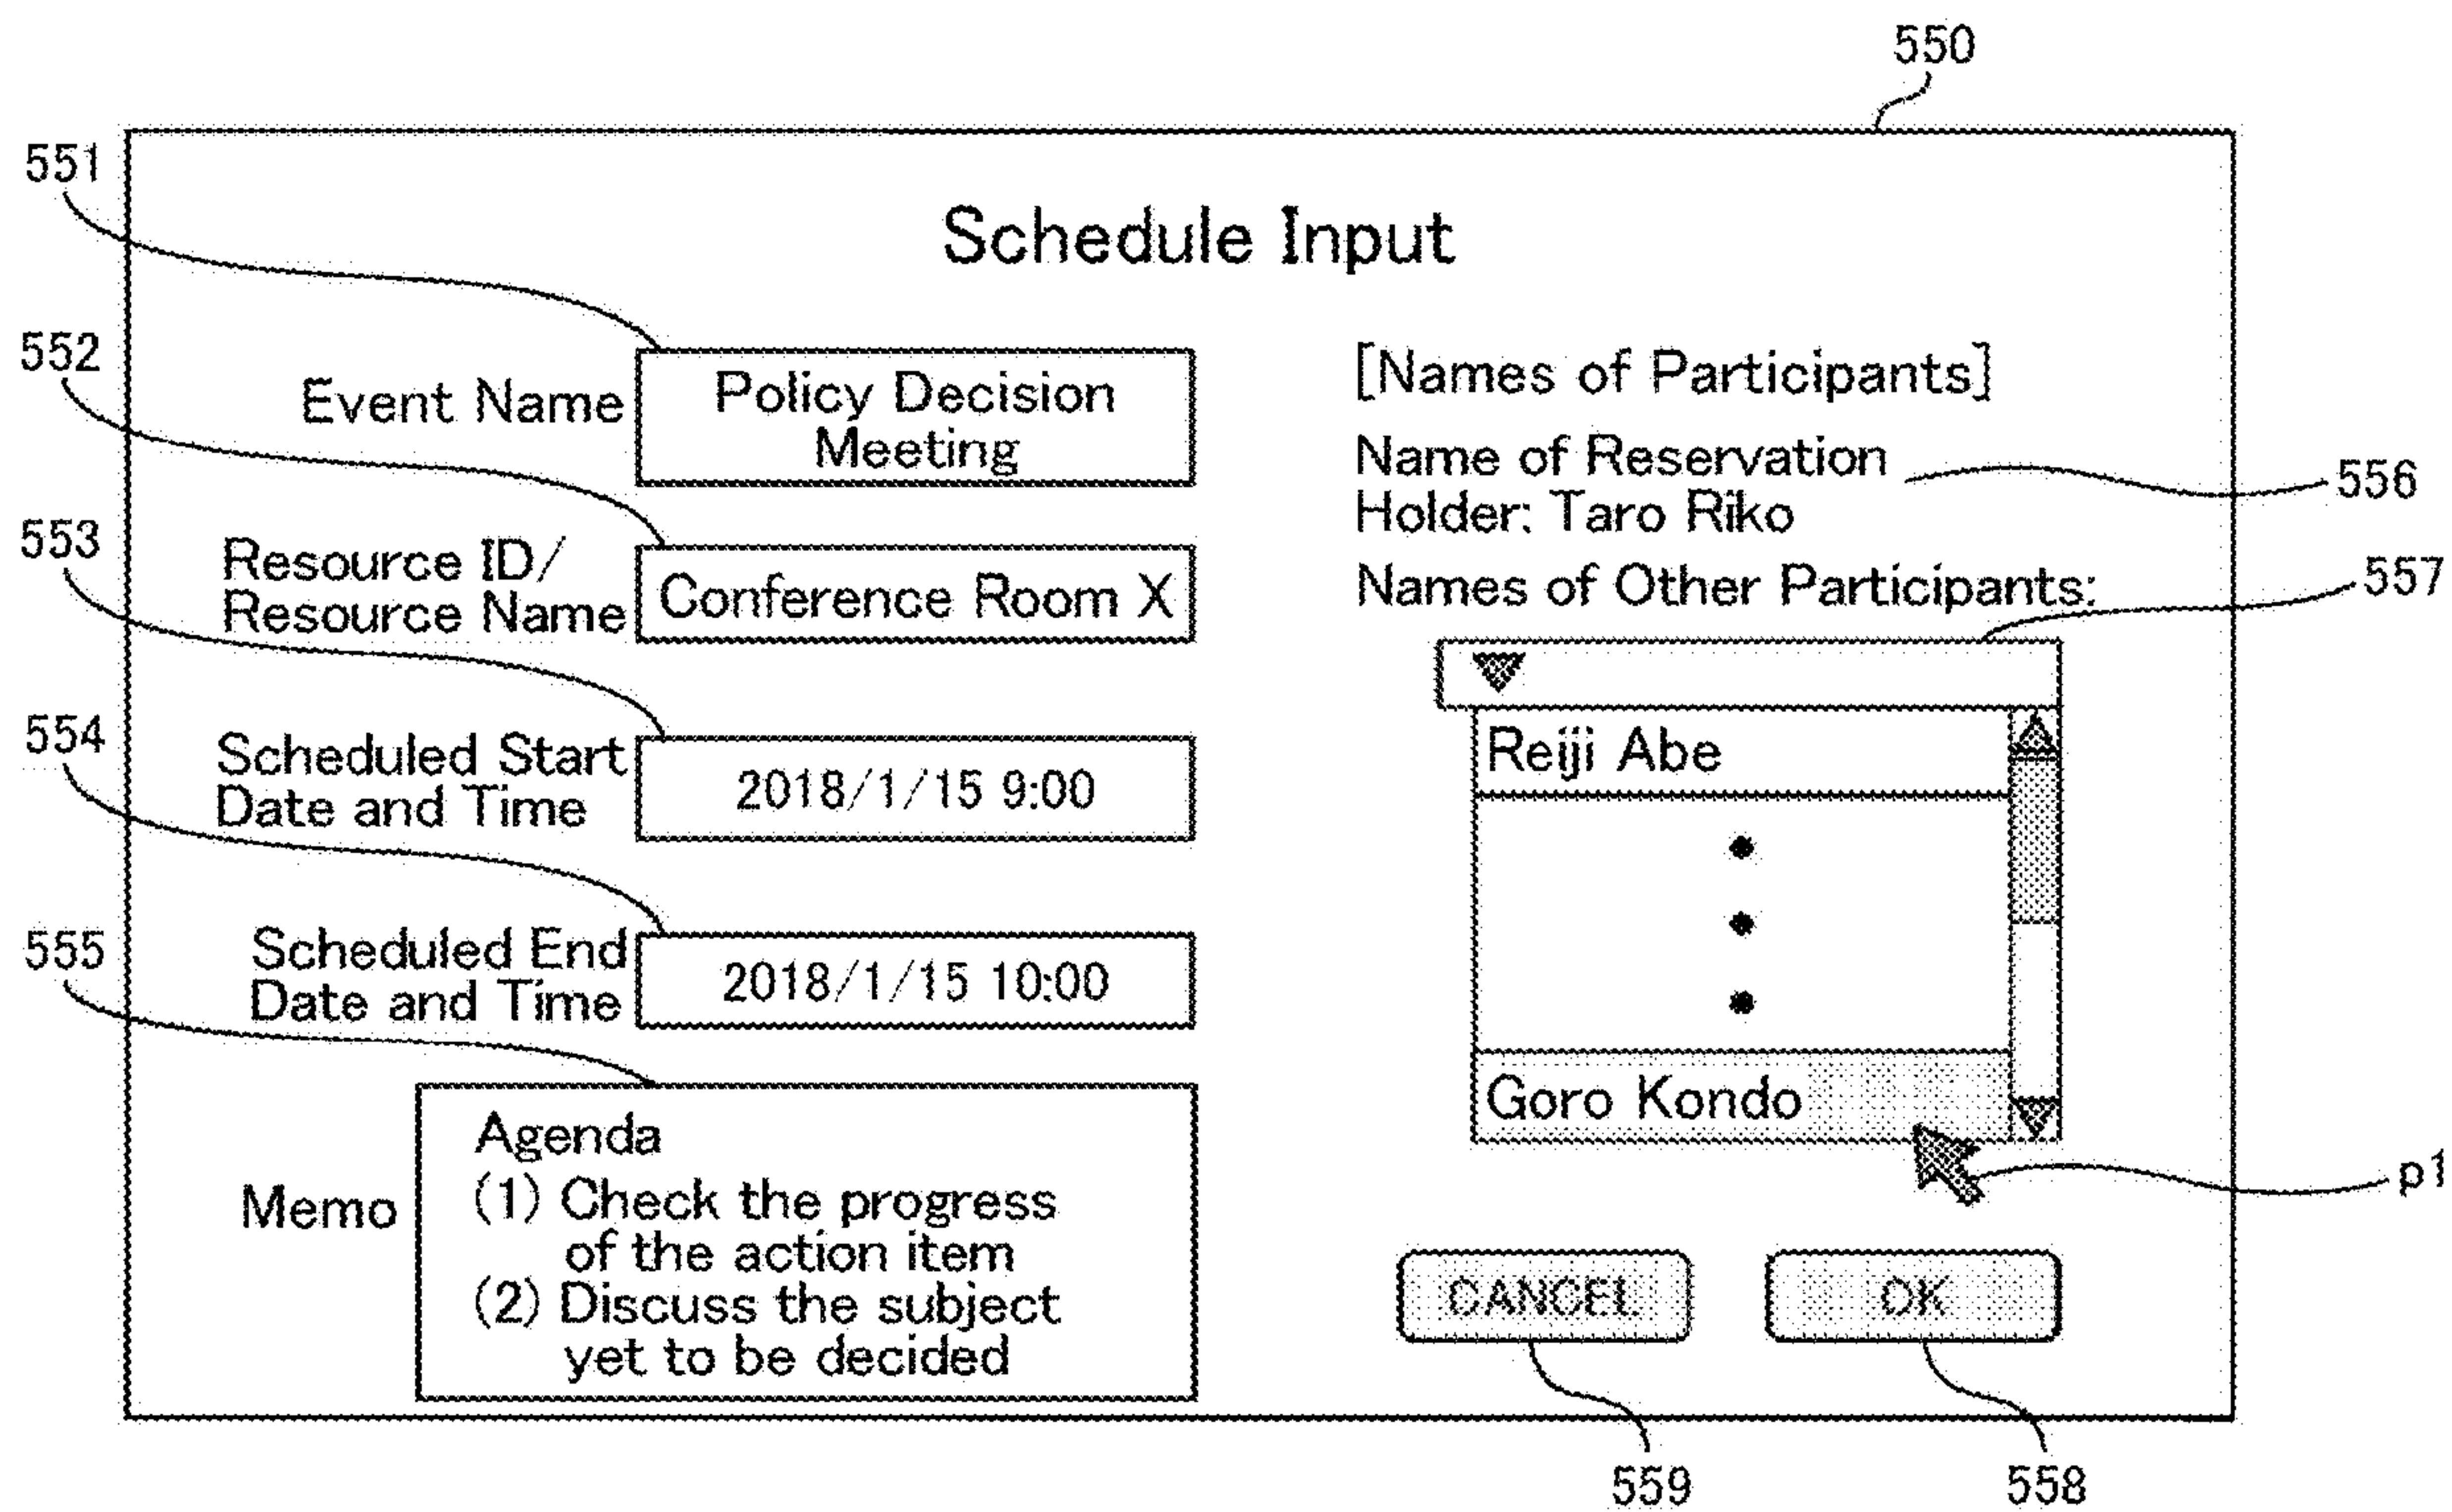 550
551
Schedule Input
552
Event Name
Policy Decision
Meeting
553
Resource ID/
Resource Name
Conference Room X
554
Scheduled Start
Date and Time
2018/1/15 9:00
555
Scheduled End
Date and Time
2018/1/15 10:00
Memo
Agenda
(1) Check the progress
of the action item
(2) Discuss the subject
yet to be decided
[Names of Participants]
Name of Reservation
Holder: Taro Riko
556
Names of Other Participants:
557
Reiji Abe
Goro Kondo
p1
CANCEL
OK
559
558